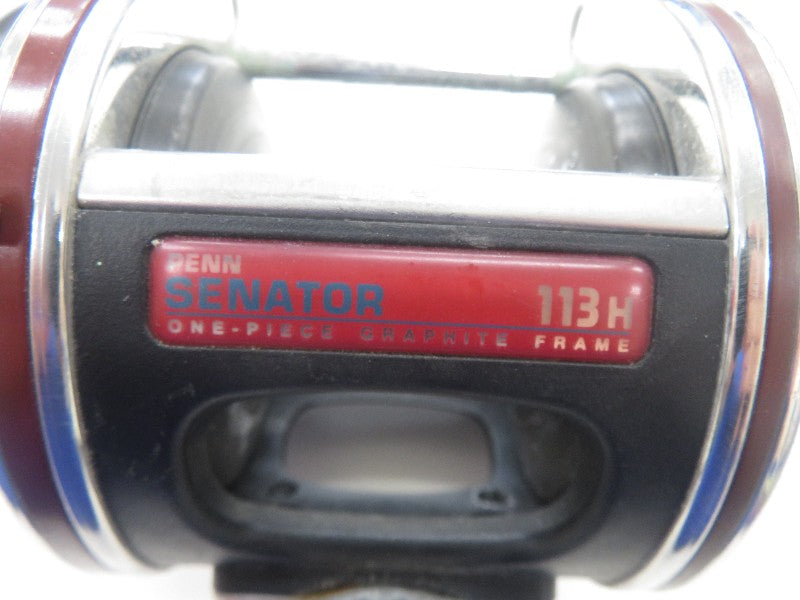 PENN
SENATOR 113H
ONE-PIECE GRAPHITE FRAME